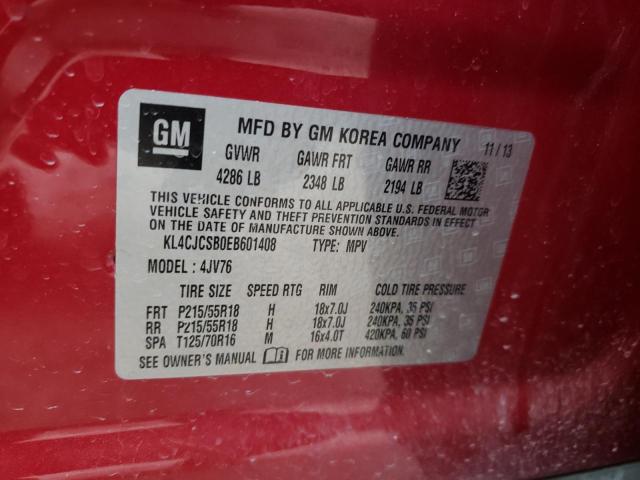 GM
MFD BY GM KOREA COMPANY 11 / 13
GVWR GAWR FRT GAWR RR
4286 LB 2348 LB 2194 LB
THIS VEHICLE CONFORMS TO ALL APPLICABLE U.S. FEDERAL MOTOR
VEHICLE SAFETY AND THEFT PREVENTION STANDARDS IN EFFECT
ON THE DATE OF MANUFACTURE SHOWN ABOVE.
KL4CJCSB0EB601408 TYPE: MPV
MODEL : 4JV76
TIRE SIZE SPEED RTG RIM COLD TIRE PRESSURE
FRT P215/55R18 H 18x7.0J 240KPA, 35 PSI
RR P215/55R18 H 18x7.0J 240KPA, 35 PSI
SPA T125/70R16 M 16x4.0T 420KPA, 60 PSI
SEE OWNER'S MANUAL FOR MORE INFORMATION.